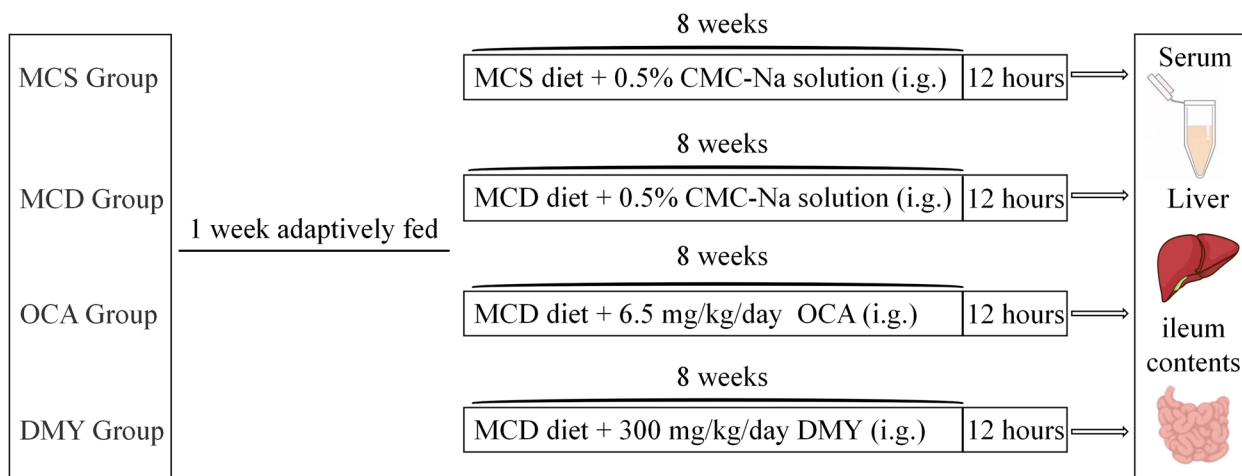 8 weeks
MCS Group
MCS diet + 0.5% CMC-Na solution (i.g.)
12 hours
Serum
8 weeks
MCD Group
MCD diet + 0.5% CMC-Na solution (i.g.)
12 hours
Liver
1 week adaptively fed
8 weeks
OCA Group
MCD diet + 6.5 mg/kg/day OCA (i.g.)
12 hours
ileum
contents
8 weeks
DMY Group
MCD diet + 300 mg/kg/day DMY (i.g.)
12 hours